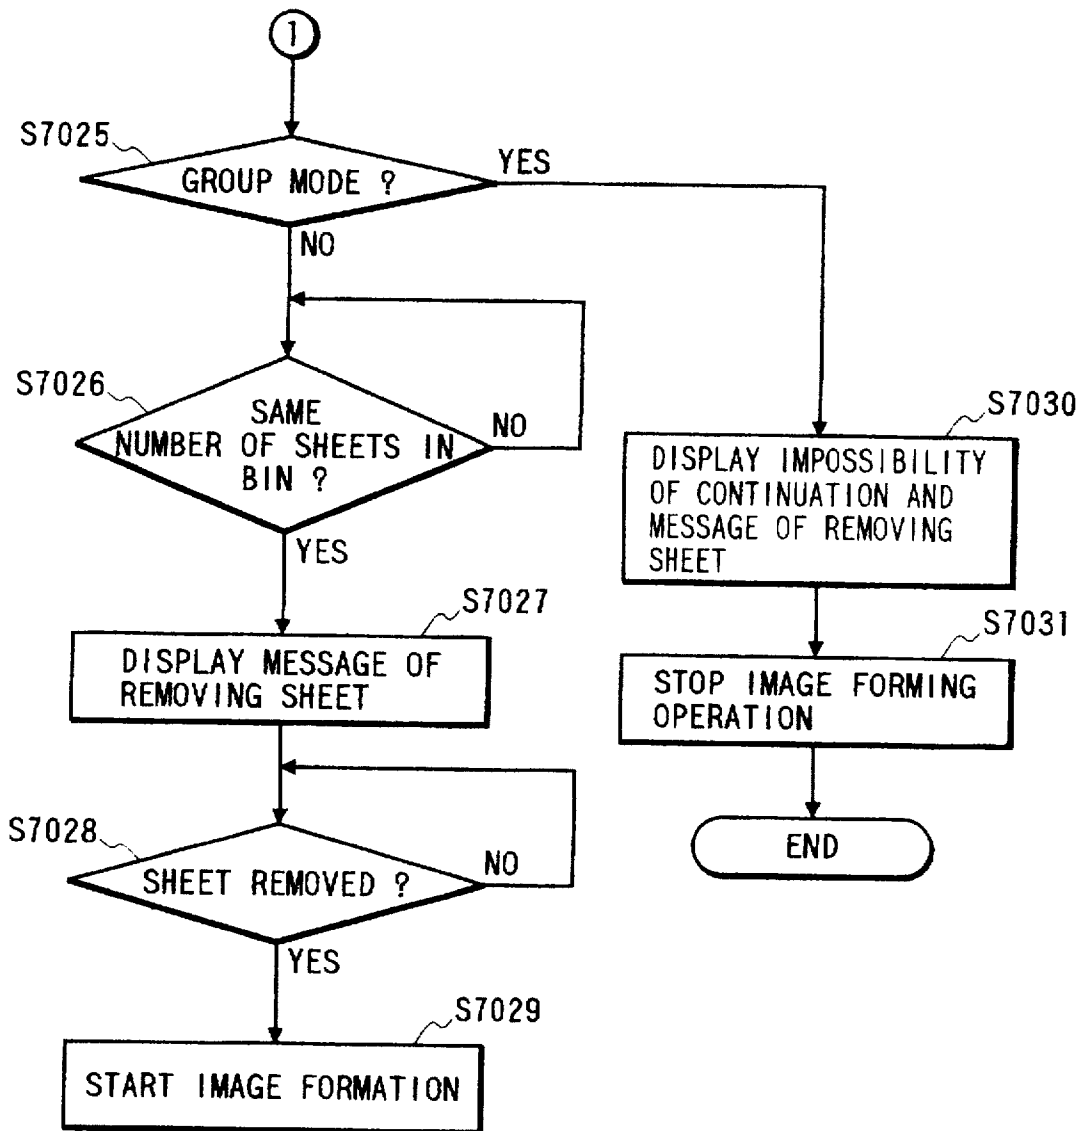 1
S7025
GROUP MODE ?
YES
NO
S7026
SAME
NUMBER OF SHEETS IN
BIN ?
NO
YES
S7027
DISPLAY MESSAGE OF
REMOVING SHEET
S7028
SHEET REMOVED ?
NO
YES
S7029
START IMAGE FORMATION
S7030
DISPLAY IMPOSSIBILITY
OF CONTINUATION AND
MESSAGE OF REMOVING
SHEET
S7031
STOP IMAGE FORMING
OPERATION
END